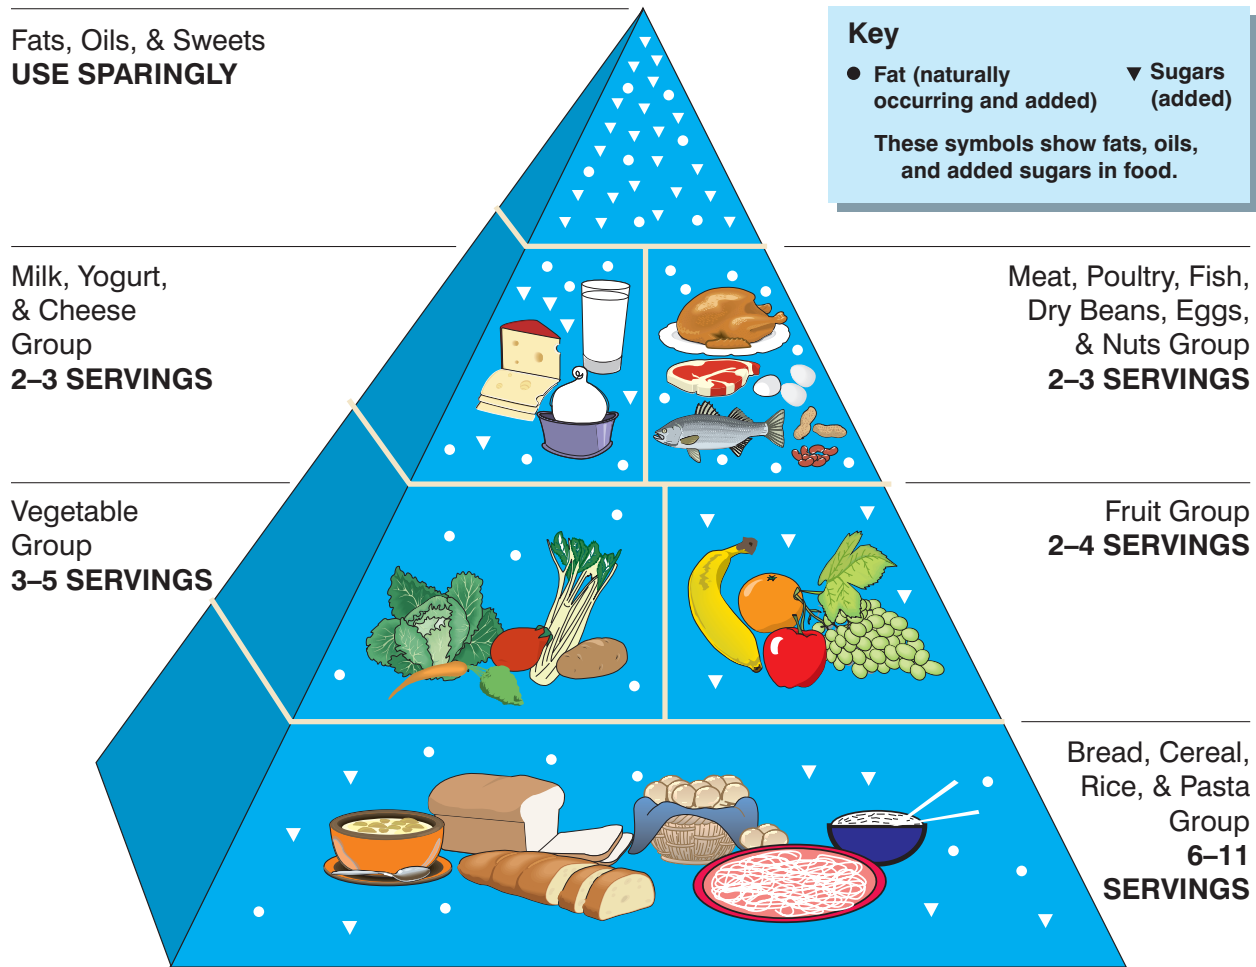 Fats, Oils, & Sweets
USE SPARINGLY
Key
Fat (naturally
occurring and added)
Sugars
(added)
These symbols show fats, oils,
and added sugars in food.
Milk, Yogurt,
& Cheese
Group
2–3 SERVINGS
Meat, Poultry, Fish,
Dry Beans, Eggs,
& Nuts Group
2–3 SERVINGS
Vegetable
Group
3–5 SERVINGS
Fruit Group
2–4 SERVINGS
Bread, Cereal,
Rice, & Pasta
Group
6–11
SERVINGS